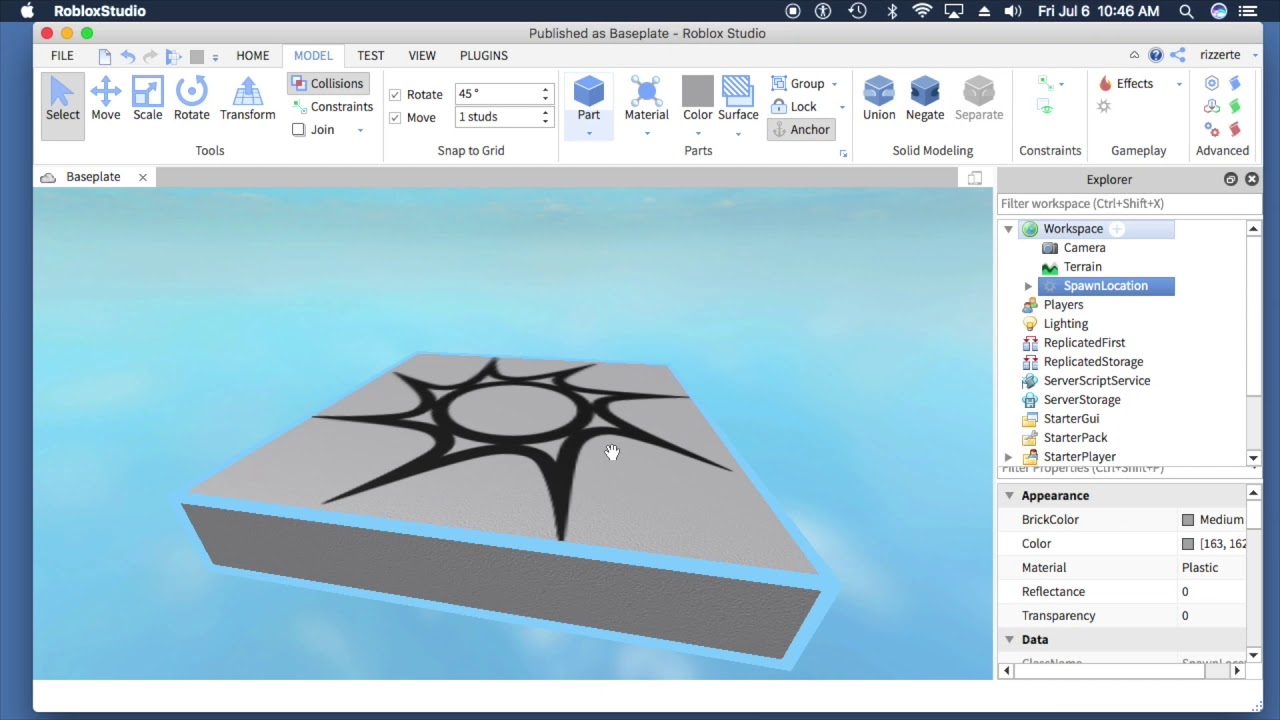 RobloxStudio Fri Jul 6 10:46 AM
Published as Baseplate - Roblox Studio
FILE HOME MODEL TEST VIEW PLUGINS rizzerte
Select Move Scale Rotate Transform
Collisions
Constraints
Join
Tools
Rotate 45 °
Move 1 studs
Snap to Grid
Part Material Color Surface
Group
Lock
Anchor
Parts
Union Negate Separate
Solid Modeling
Constraints
Effects
Gameplay
Advanced
Baseplate
Explorer
Filter workspace (Ctrl+Shift+X)
Workspace
Camera
Terrain
SpawnLocation
Players
Lighting
ReplicatedFirst
ReplicatedStorage
ServerScriptService
ServerStorage
StarterGui
StarterPack
StarterPlayer
Filter Properties (Ctrl+Shift+P)
Appearance
BrickColor Medium
Color [163, 162
Material Plastic
Reflectance 0
Transparency 0
Data